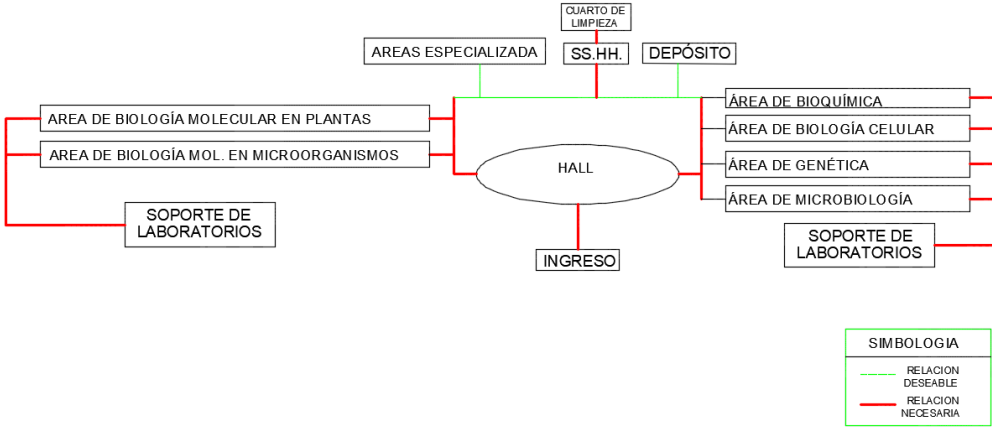 CUARTO DE
LIMPIEZA
AREAS ESPECIALIZADA
SS.HH.
DEPÓSITO
AREA DE BIOLOGÍA MOLECULAR EN PLANTAS
AREA DE BIOLOGÍA MOL. EN MICROORGANISMOS
SOPORTE DE
LABORATORIOS
HALL
INGRESO
ÁREA DE BIOQUÍMICA
ÁREA DE BIOLOGÍA CELULAR
ÁREA DE GENÉTICA
ÁREA DE MICROBIOLOGÍA
SOPORTE DE
LABORATORIOS
SIMBOLOGIA
RELACION
DESEABLE
RELACION
NECESARIA